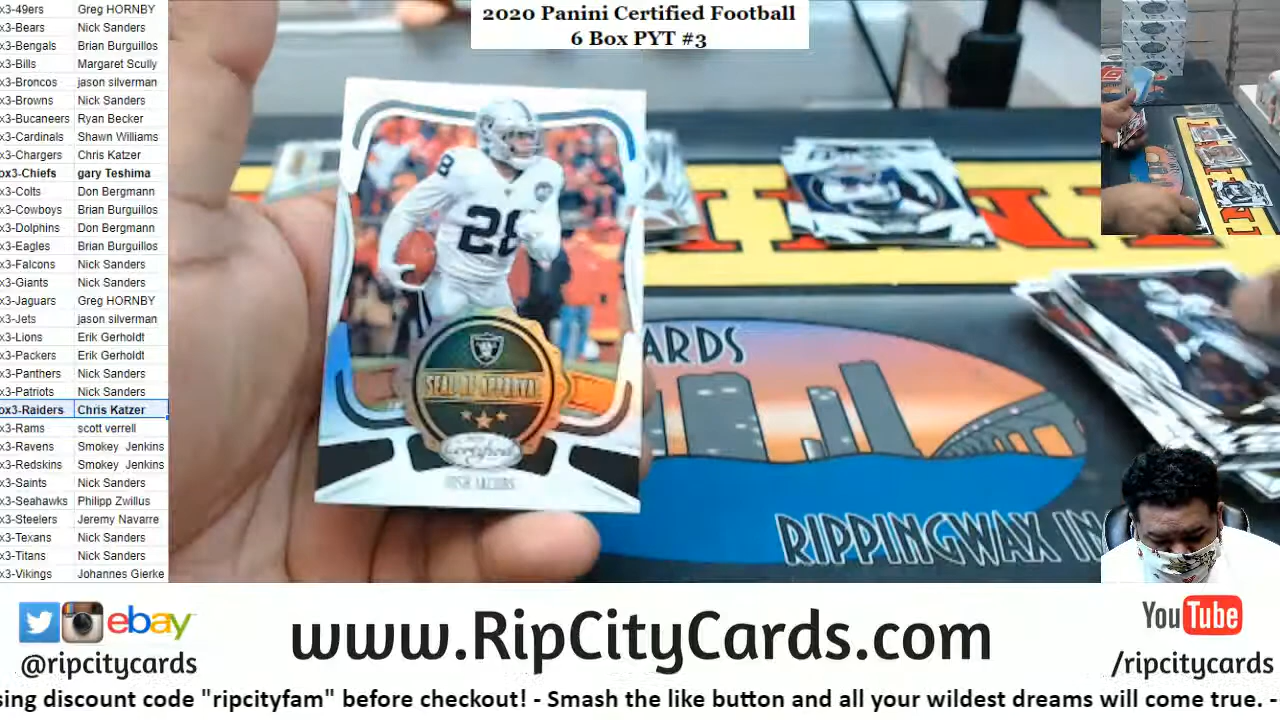 2020 Panini Certified Football
6 Box PYT #3
x3-49ers Greg HORNBY
x3-Bears Nick Sanders
x3-Bengals Brian Burguillos
x3-Bills Margaret Scully
x3-Broncos jason silverman
x3-Browns Nick Sanders
x3-Bucaneers Ryan Becker
x3-Cardinals Shawn Williams
x3-Chargers Chris Katzer
ox3-Chiefs gary Teshima
x3-Colts Don Bergmann
x3-Cowboys Brian Burguillos
x3-Dolphins Don Bergmann
x3-Eagles Brian Burguillos
x3-Falcons Nick Sanders
x3-Giants Nick Sanders
x3-Jaguars Greg HORNBY
x3-Jets jason silverman
x3-Lions Erik Gerholdt
x3-Packers Erik Gerholdt
x3-Panthers Nick Sanders
x3-Patriots Nick Sanders
ox3-Raiders Chris Katzer
x3-Rams scott verrell
x3-Ravens Smokey Jenkins
x3-Redskins Smokey Jenkins
x3-Saints Nick Sanders
x3-Seahawks Philipp Zwillus
x3-Steelers Jeremy Navarre
x3-Texans Nick Sanders
x3-Titans Nick Sanders
x3-Vikings Johannes Gierke
28
8
SEAL OF APPROVAL
Certified
JOSH JACOBS
ARDS
RIPPINGWAX IN
ebay
@ripcitycards
www.RipCityCards.com
YouTube
/ripcitycards
sing discount code "ripcityfam" before checkout! - Smash the like button and all your wildest dreams will come true. -